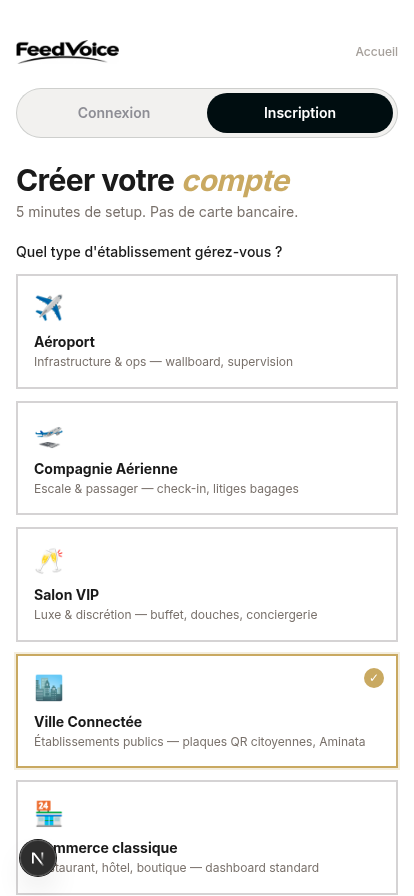 FeedVoice
Accueil
Connexion
Inscription
Créer votre compte
5 minutes de setup. Pas de carte bancaire.
Quel type d'établissement gérez-vous ?
Aéroport
Infrastructure & ops — wallboard, supervision
Compagnie Aérienne
Escale & passager — check-in, litiges bagages
Salon VIP
Luxe & discrétion — buffet, douches, conciergerie
Ville Connectée
Établissements publics — plaques QR citoyennes, Aminata
24
mmerce classique
staurant, hôtel, boutique — dashboard standard
N